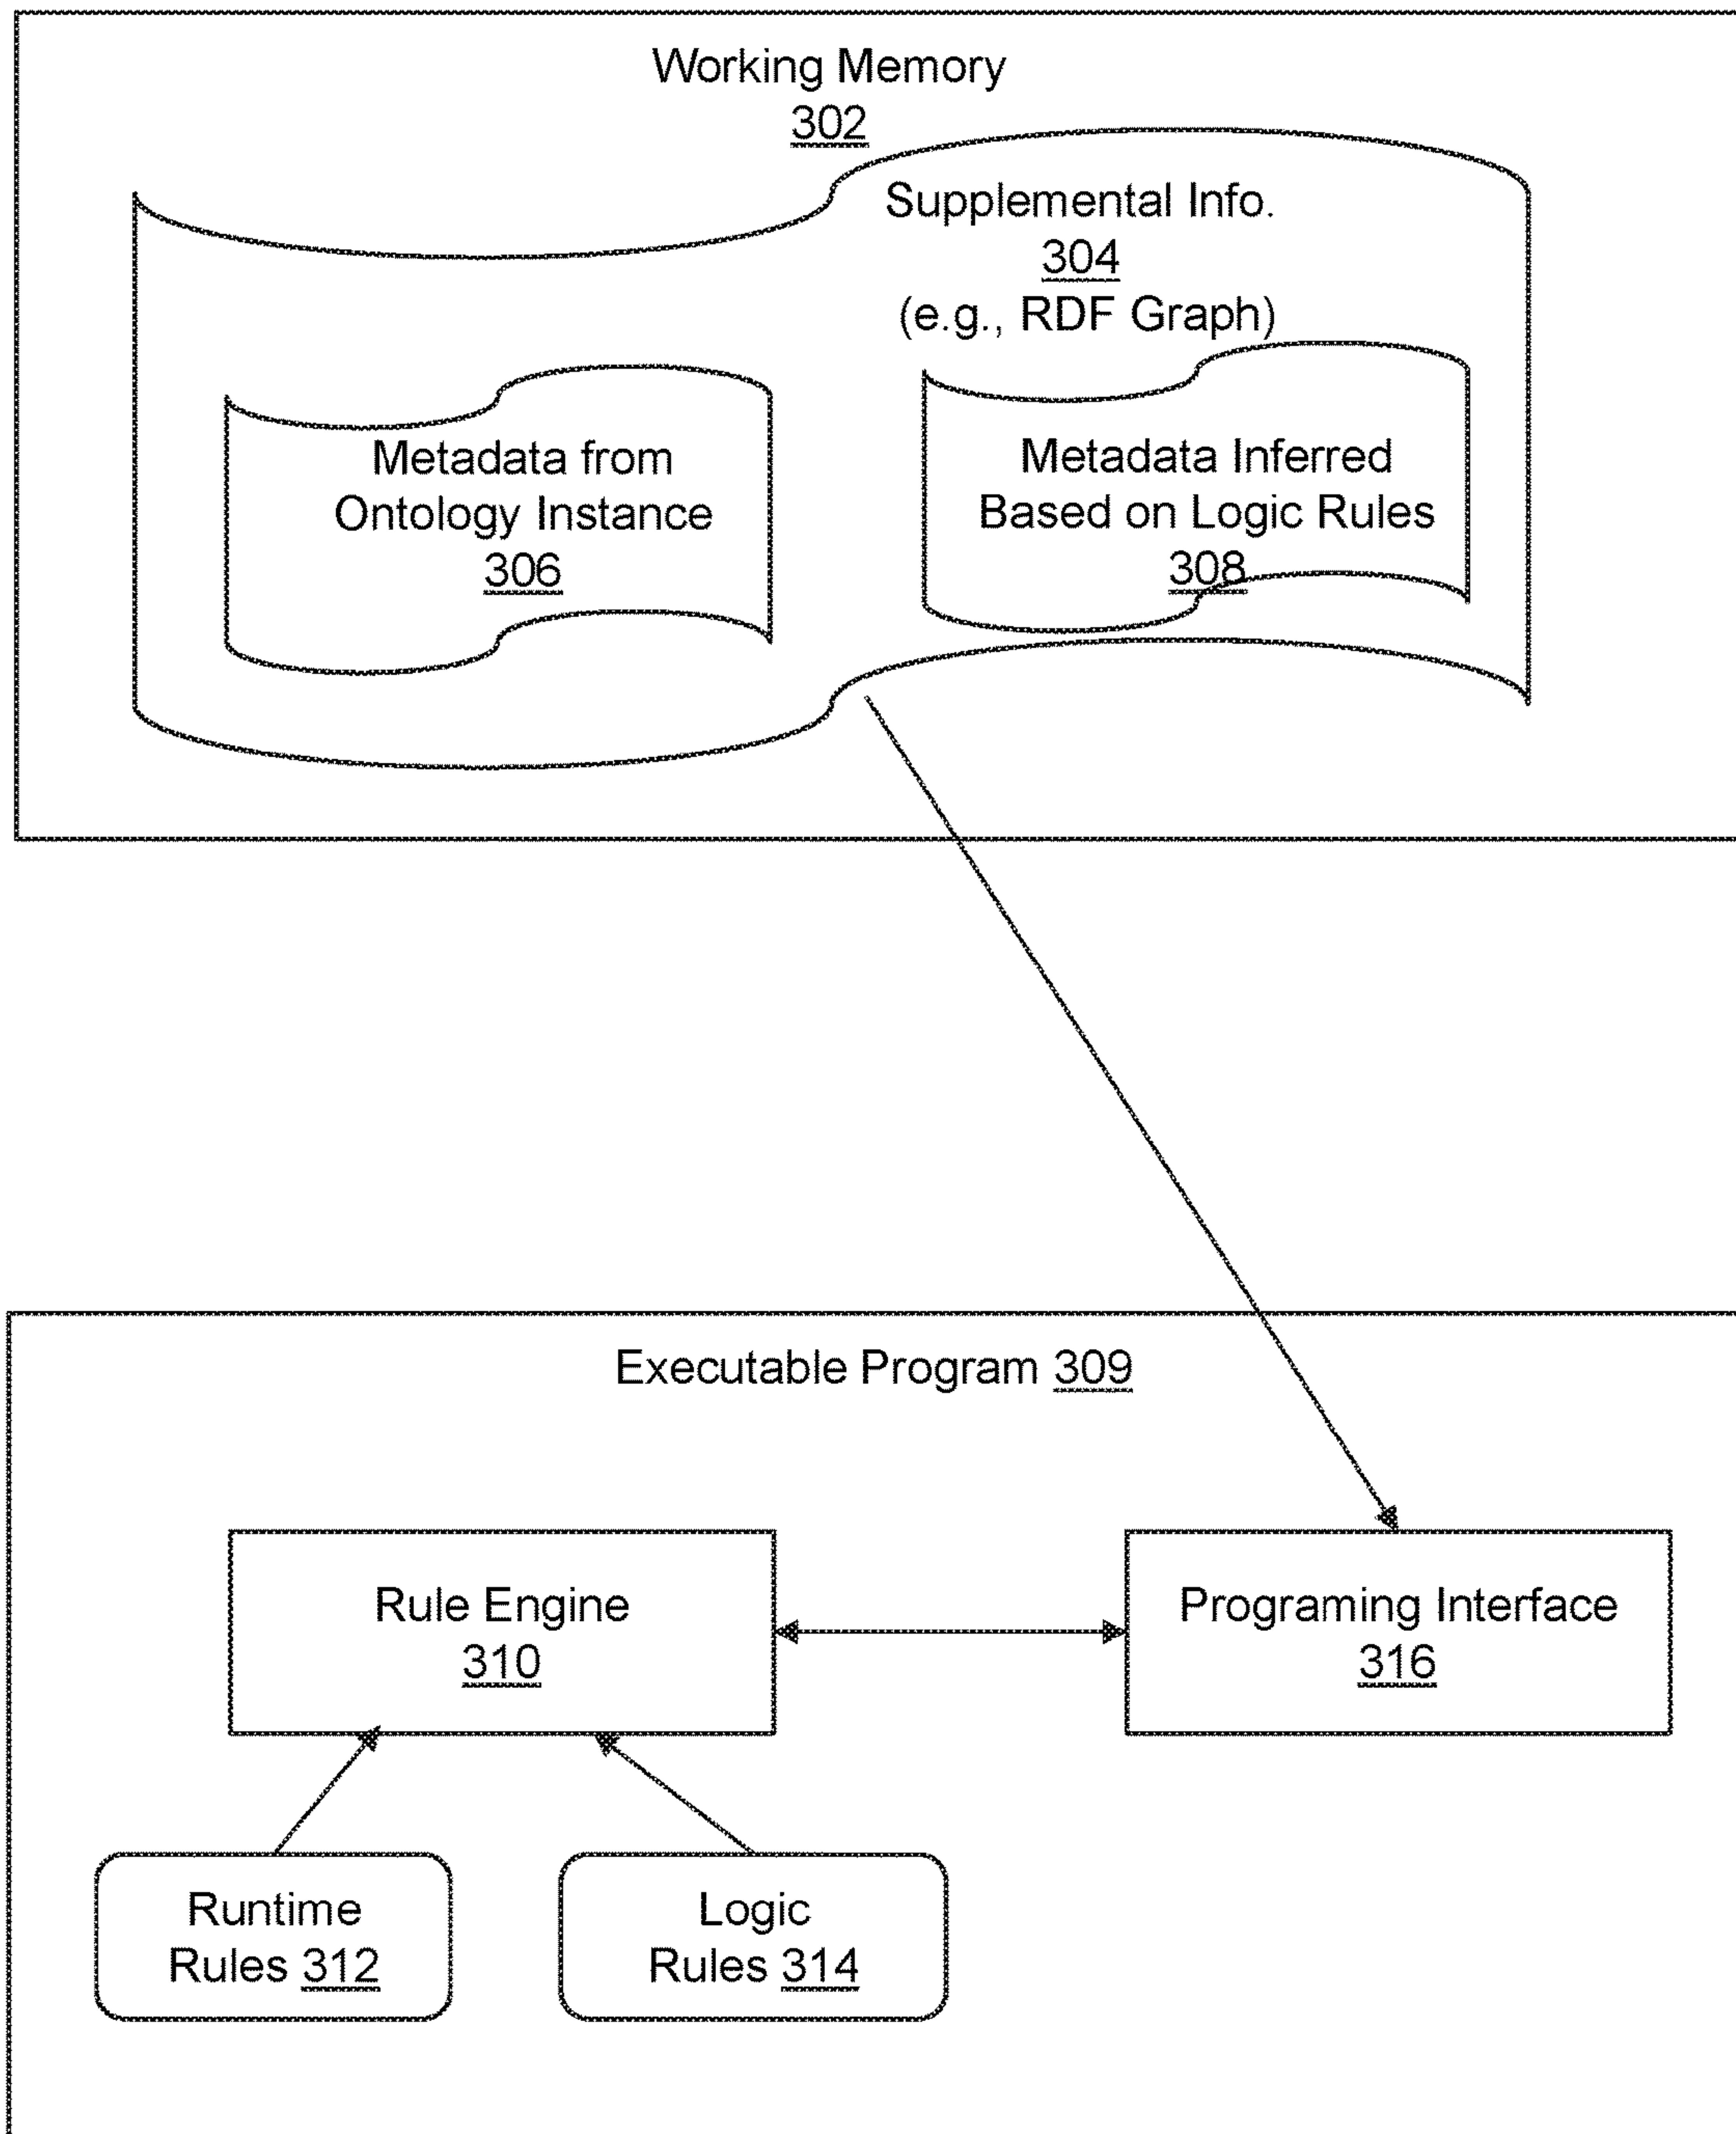 Working Memory
302
Supplemental Info.
304
(e.g., RDF Graph)
Metadata from
Ontology Instance
306
Metadata Inferred
Based on Logic Rules
308
Executable Program 309
Rule Engine
310
Programing Interface
316
Runtime
Rules 312
Logic
Rules 314